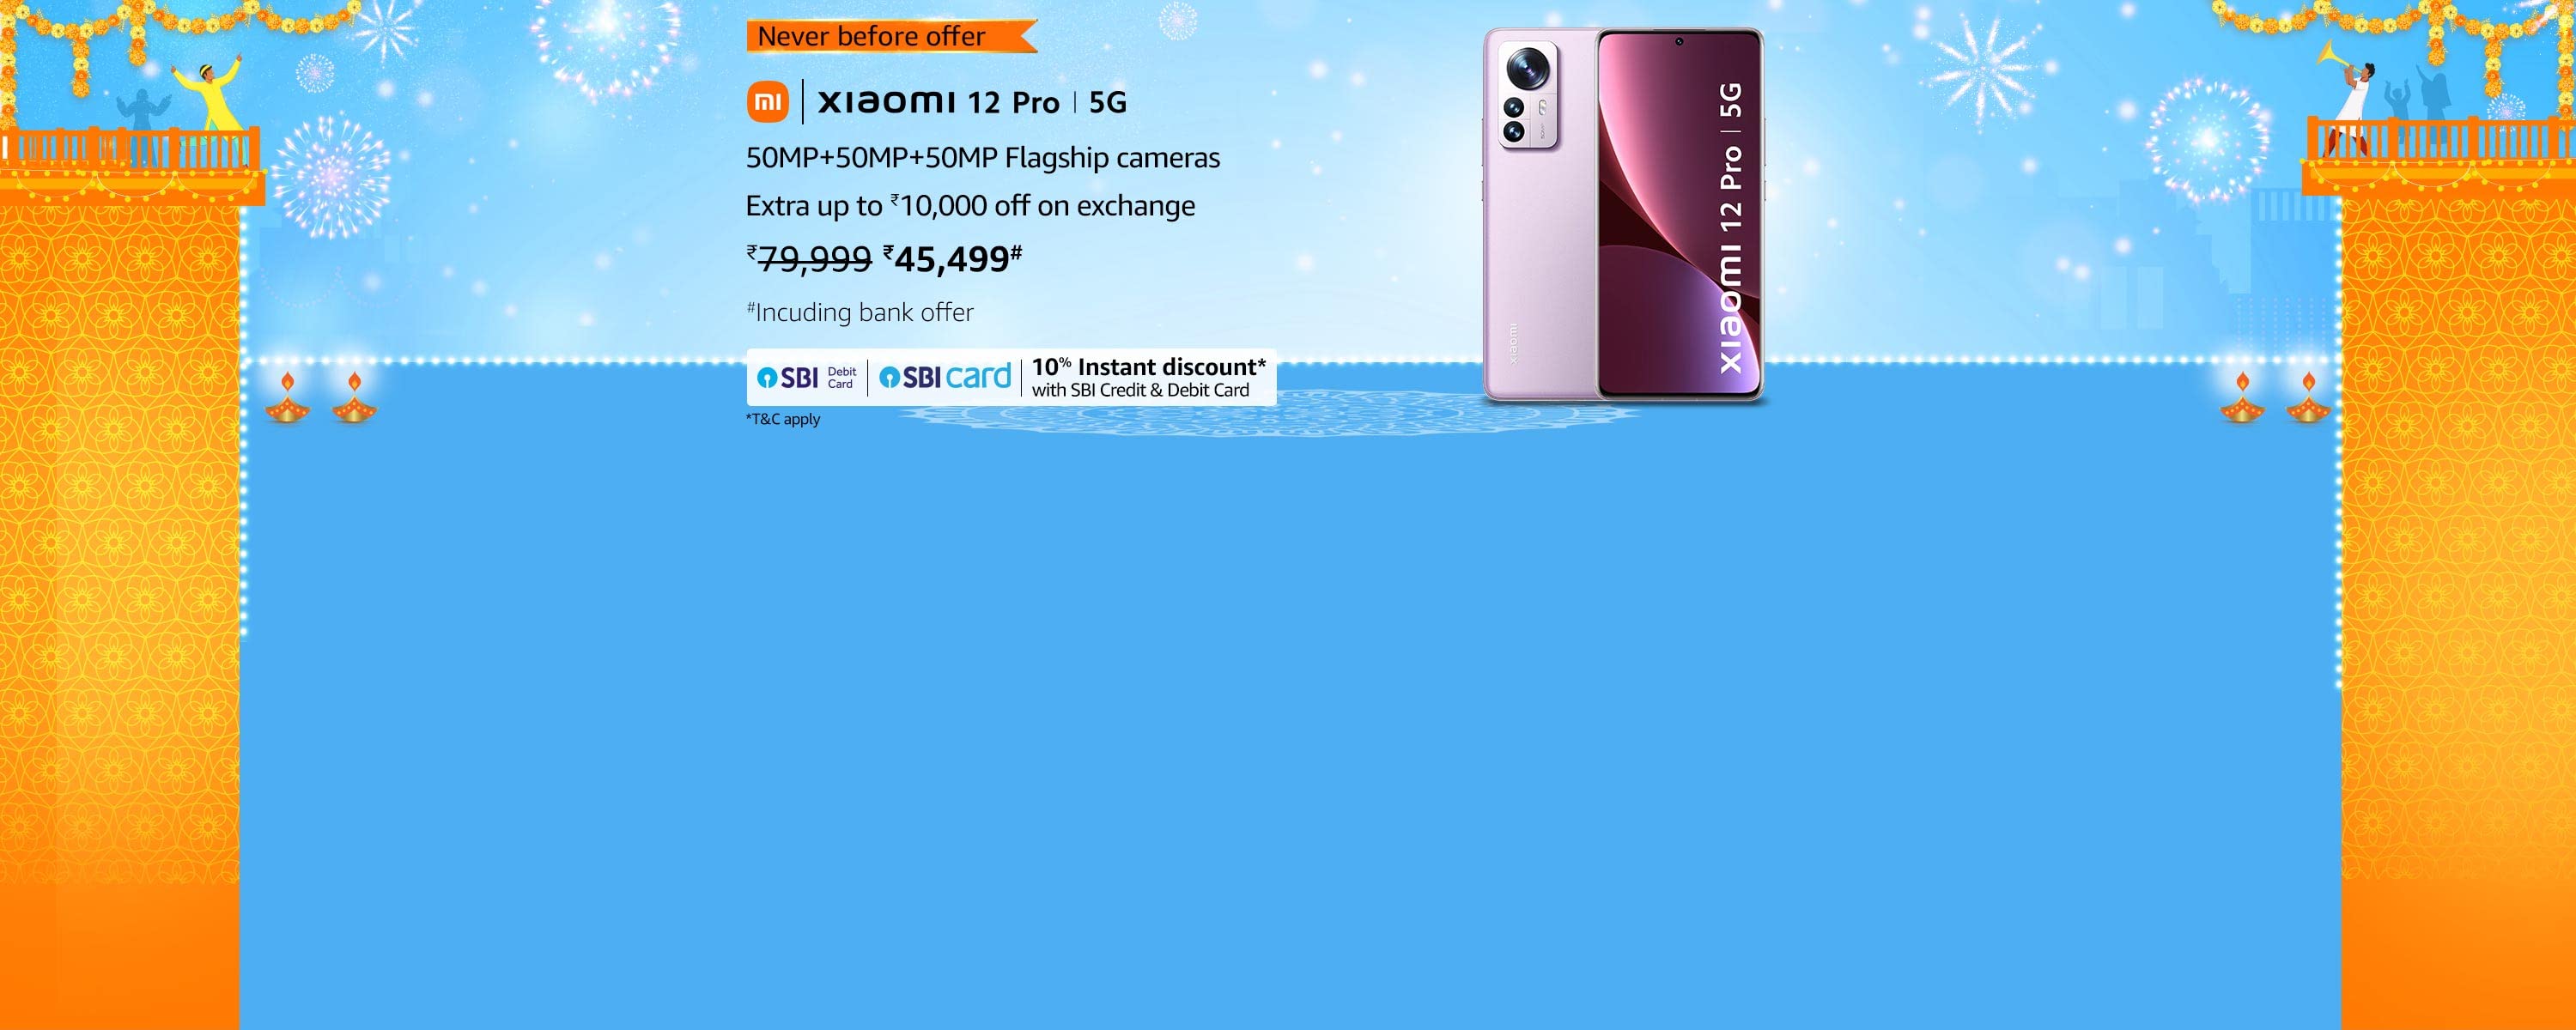 Never before offer
mi xiaomi 12 Pro | 5G
50MP+50MP+50MP Flagship cameras
Extra up to ₹10,000 off on exchange
₹79,999 ₹45,499#
#Incuding bank offer
SBI Debit Card | SBI card | 10% Instant discount*
with SBI Credit & Debit Card
*T&C apply
xiaomi
xiaomi 12 Pro | 5G